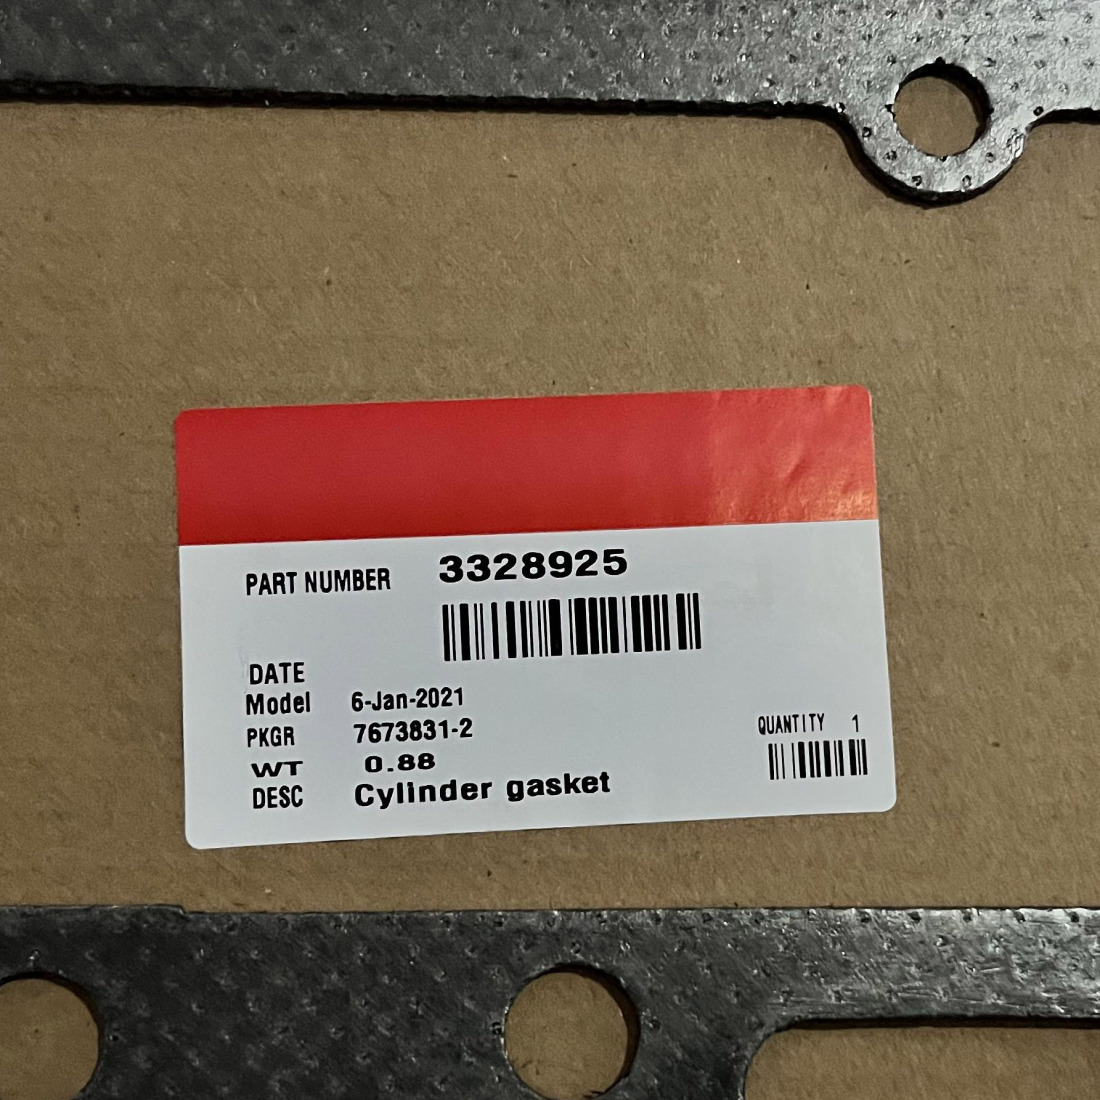 PART NUMBER 3328925
DATE
Model 6-Jan-2021
PKGR 7673831-2
QUANTITY 1
WT 0.88
DESC Cylinder gasket